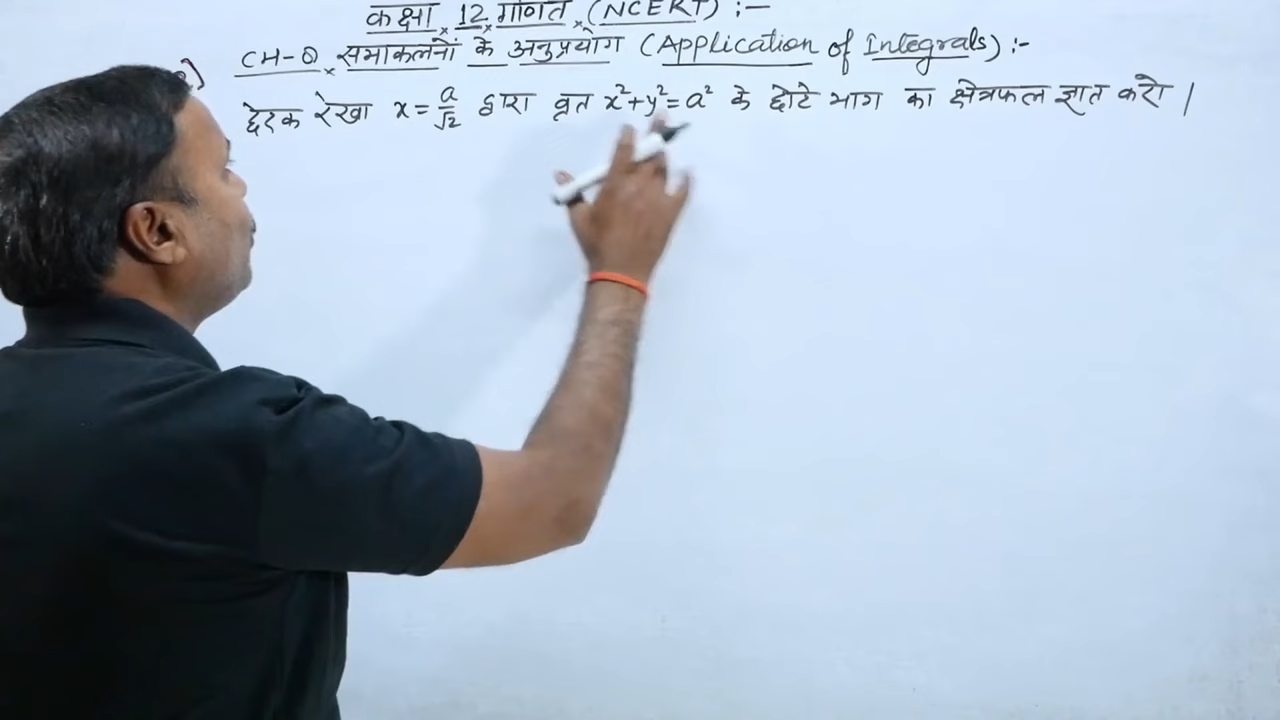 कक्षा 12 गणित (NCERT) :-
CH-8 समाकलनों के अनुप्रयोग (Application of Integrals) :-
छेदक रेखा x = a/√2 द्वारा वृत x²+y²=a² के छोटे भाग का क्षेत्रफल ज्ञात करो ।